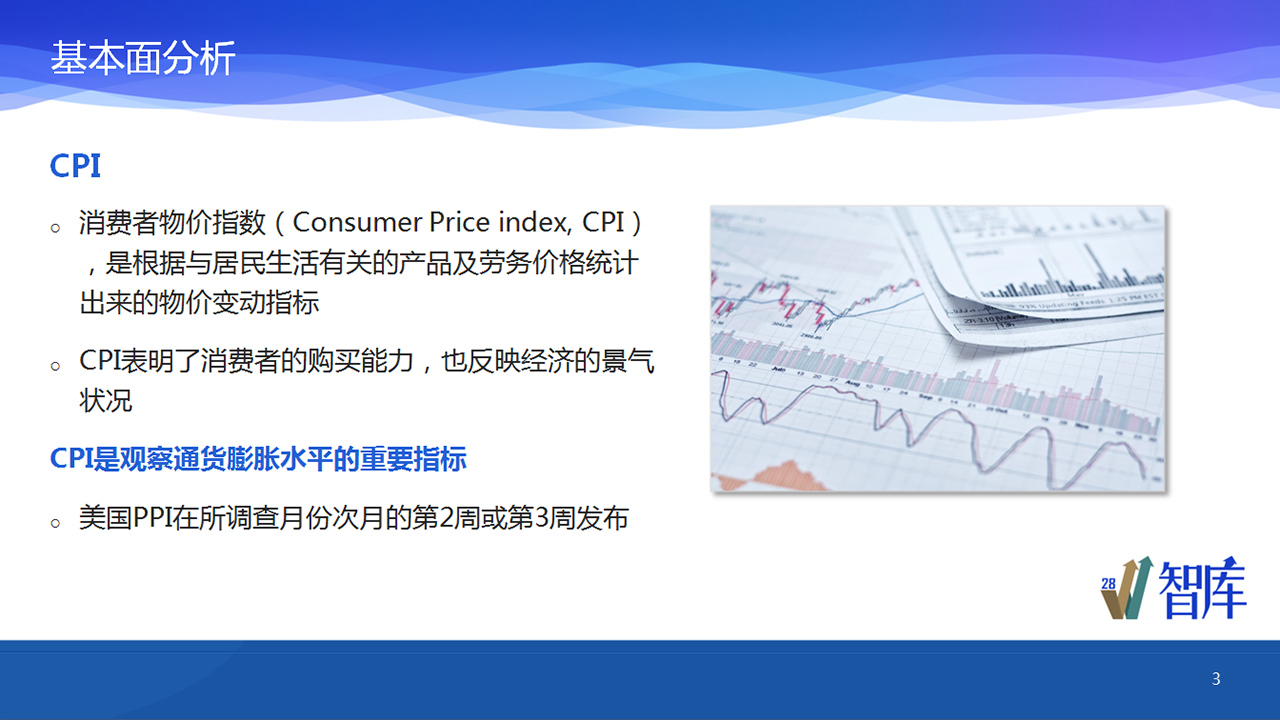 基本面分析
CPI
消费者物价指数（Consumer Price index, CPI）
，是根据与居民生活有关的产品及劳务价格统计
出来的物价变动指标
CPI表明了消费者的购买能力，也反映经济的景气
状况
CPI是观察通货膨胀水平的重要指标
美国PPI在所调查月份次月的第2周或第3周发布
28
智库
3